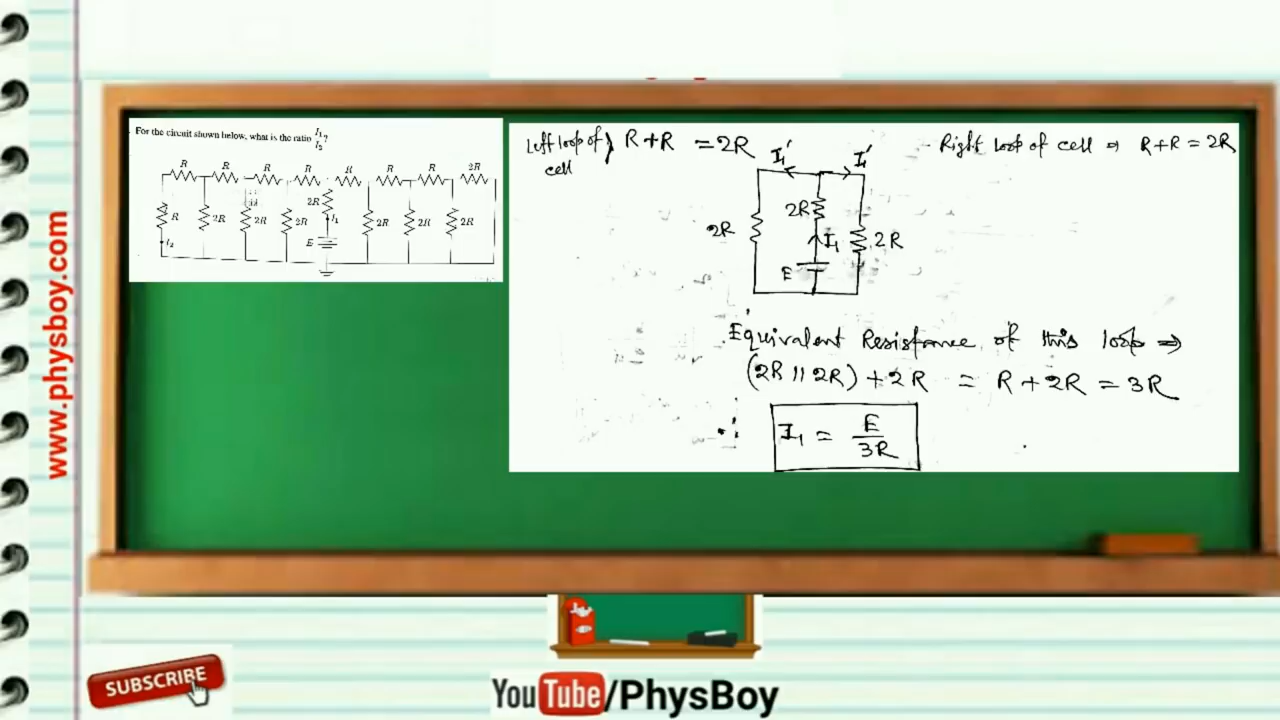 For the circuit shown below, what is the ratio I₁/I₂?
R R R R R R R 2R
R 2R 2R 2R 2R I₁ E 2R 2R 2R
I₂
Left loop of cell } R+R = 2R
Right loop of cell ⇒ R+R = 2R
I₁' I₁'
2R 2R I₁ E 2R
Equivalent Resistance of this loop ⇒
(2R || 2R) + 2R = R + 2R = 3R
∴ I₁ = E/3R
www.physboy.com
SUBSCRIBE
YouTube/PhysBoy